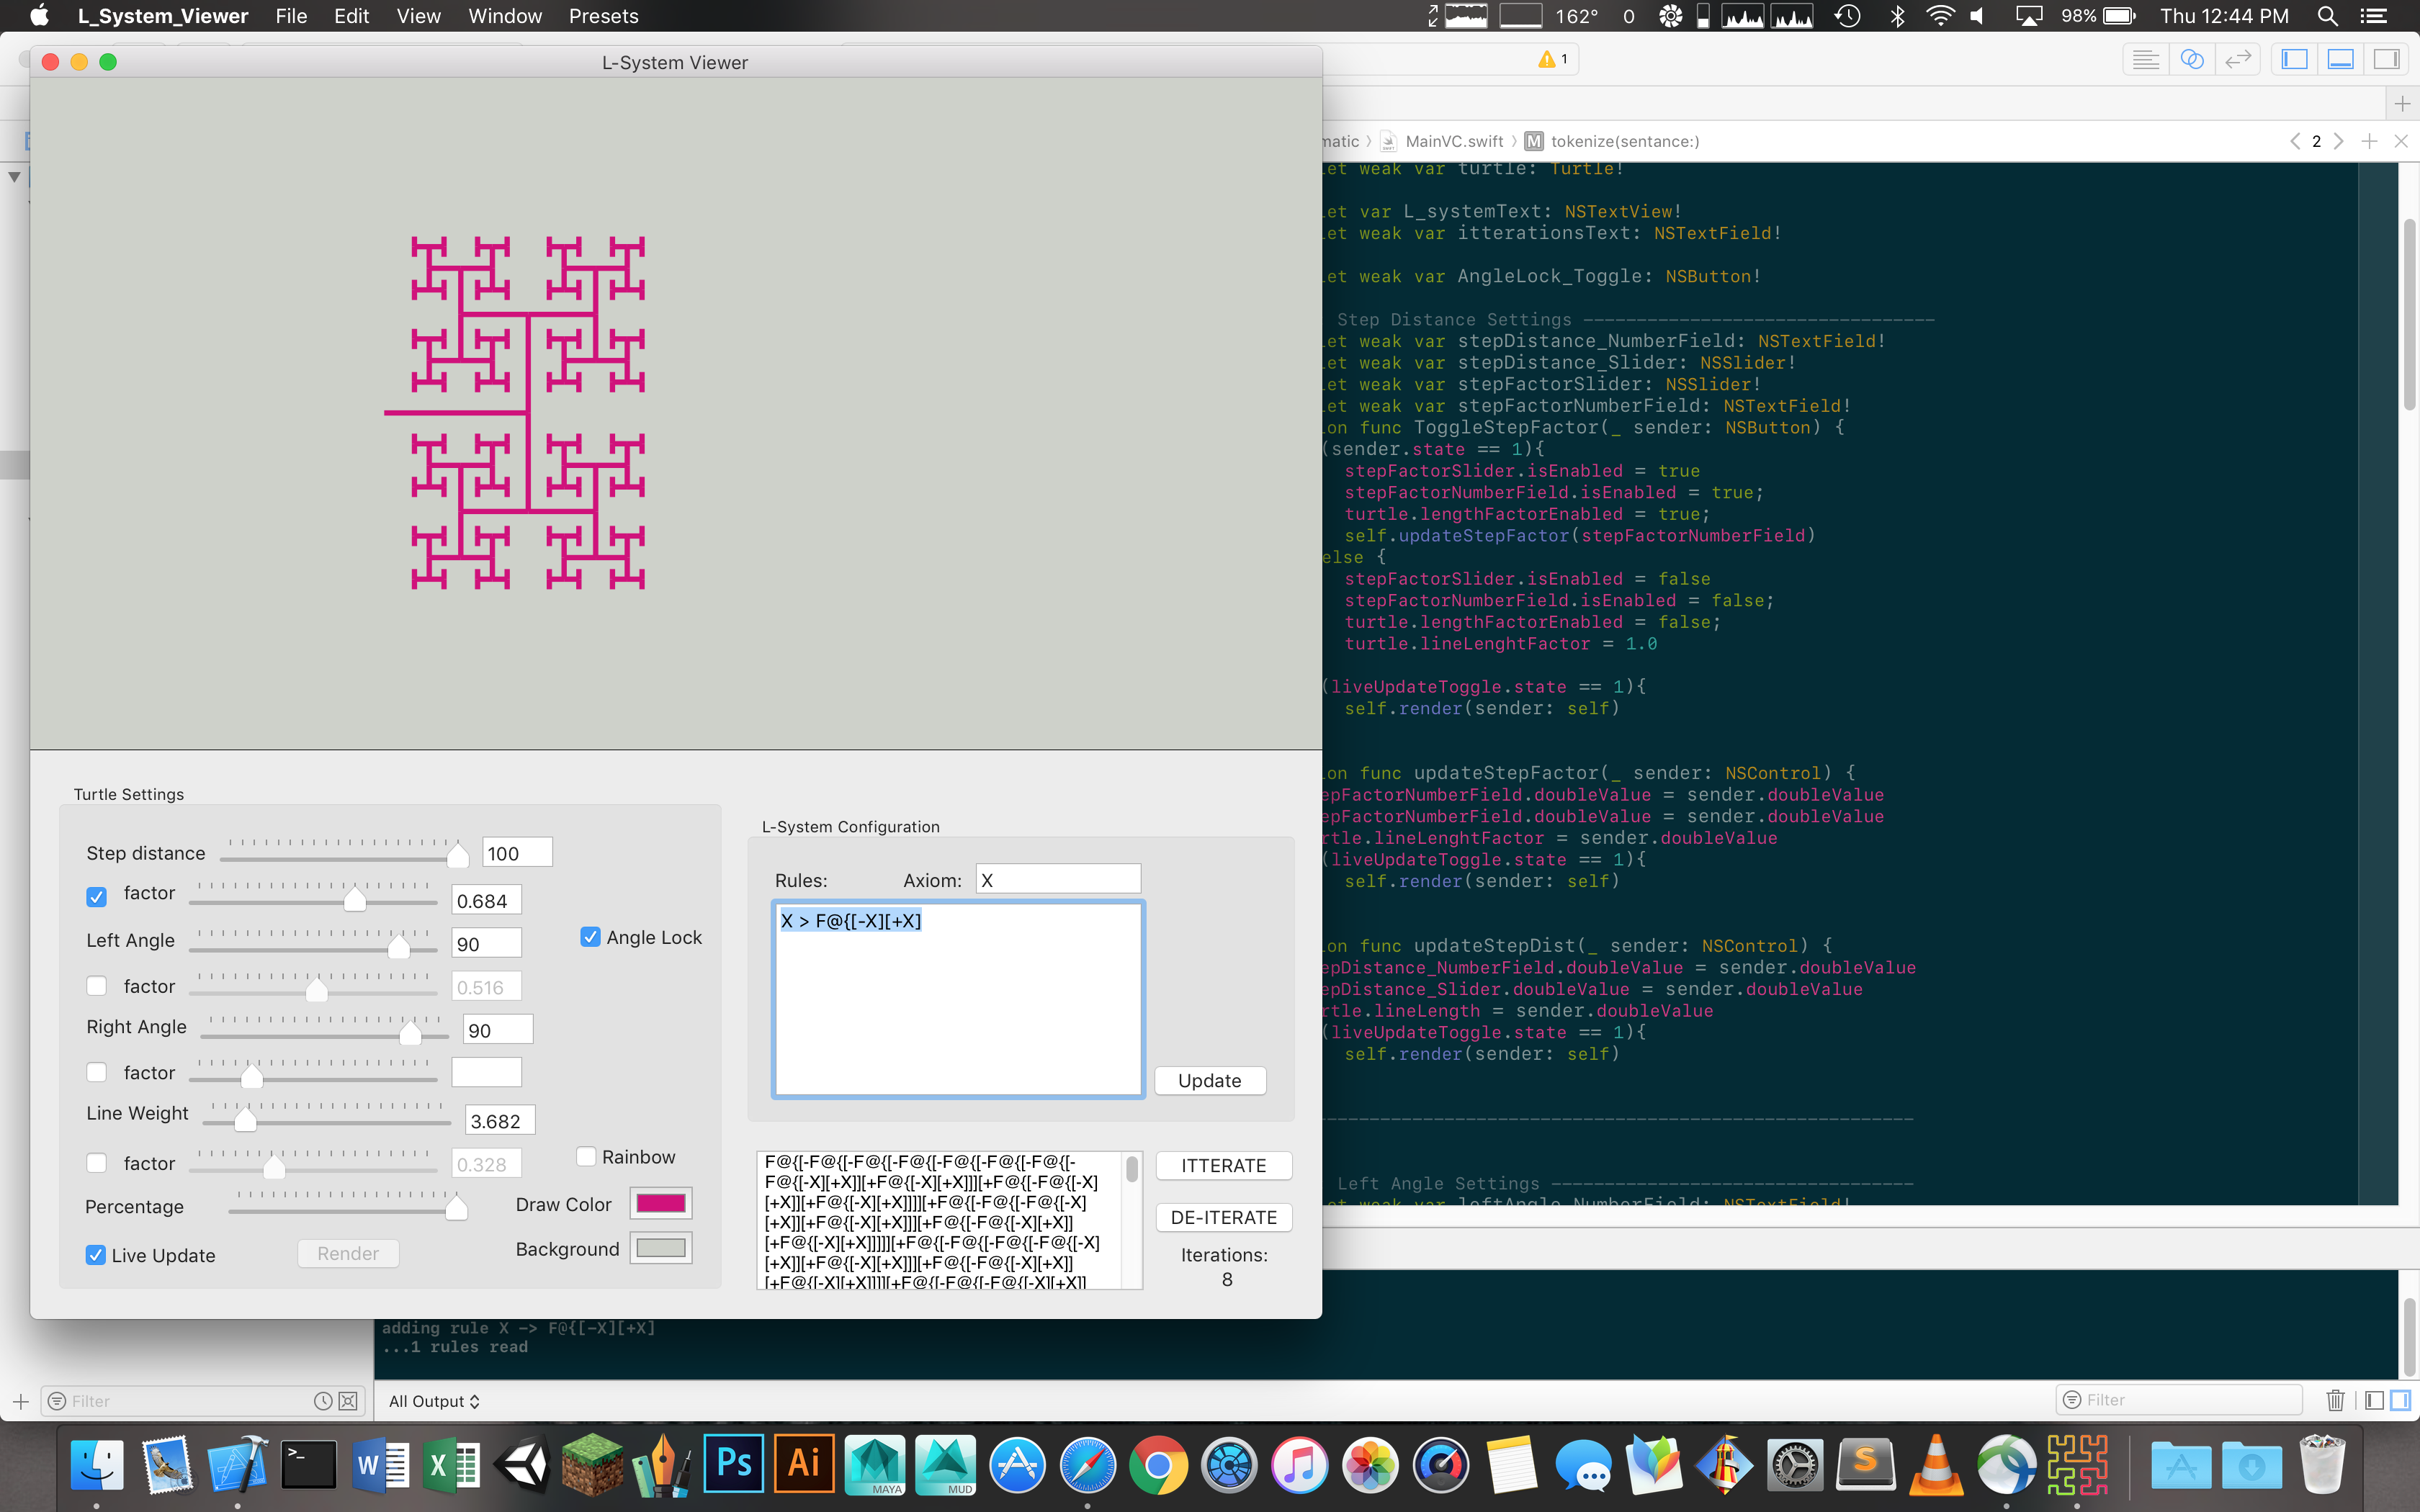 L_System_Viewer File Edit View Window Presets 162° 0 98% Thu 12:44 PM
L-System Viewer
1
MainVC.swift M tokenize(sentance:) 2
et weak var turtle: Turtle!
et var L_systemText: NSTextView!
et weak var itterationsText: NSTextField!
et weak var AngleLock_Toggle: NSButton!
Step Distance Settings ---------------------------------
et weak var stepDistance_NumberField: NSTextField!
et weak var stepDistance_Slider: NSSlider!
et weak var stepFactorSlider: NSSlider!
et weak var stepFactorNumberField: NSTextField!
on func ToggleStepFactor(_ sender: NSButton) {
(sender.state == 1){
stepFactorSlider.isEnabled = true
stepFactorNumberField.isEnabled = true;
turtle.lengthFactorEnabled = true;
self.updateStepFactor(stepFactorNumberField)
else {
stepFactorSlider.isEnabled = false
stepFactorNumberField.isEnabled = false;
turtle.lengthFactorEnabled = false;
turtle.lineLenghtFactor = 1.0
(liveUpdateToggle.state == 1){
self.render(sender: self)
on func updateStepFactor(_ sender: NSControl) {
epFactorNumberField.doubleValue = sender.doubleValue
epFactorNumberField.doubleValue = sender.doubleValue
rtle.lineLenghtFactor = sender.doubleValue
(liveUpdateToggle.state == 1){
self.render(sender: self)
on func updateStepDist(_ sender: NSControl) {
epDistance_NumberField.doubleValue = sender.doubleValue
epDistance_Slider.doubleValue = sender.doubleValue
rtle.lineLength = sender.doubleValue
(liveUpdateToggle.state == 1){
self.render(sender: self)
Left Angle Settings ----------------------------------
et weak var leftAngle_NumberField: NSTextField!
Turtle Settings
Step distance 100
factor 0.684
Left Angle 90
Angle Lock
factor 0.516
Right Angle 90
factor
Line Weight 3.682
factor 0.328
Rainbow
Percentage
Draw Color
Live Update Render
Background
L-System Configuration
Rules: Axiom: X
X > F@{[-X][+X]
Update
F@{[-F@{[-F@{[-F@{[-F@{[-F@{[-F@{[-
F@{[-X][+X]][+F@{[-X][+X]]][+F@{[-F@{[-X]
[+X]][+F@{[-X][+X]]]][+F@{[-F@{[-F@{[-X]
[+X]][+F@{[-X][+X]]][+F@{[-F@{[-X][+X]]
[+F@{[-X][+X]]]]][+F@{[-F@{[-F@{[-F@{[-X]
[+X]][+F@{[-X][+X]]][+F@{[-F@{[-X][+X]]
[+F@{[-X][+X]]]][+F@{[-F@{[-F@{[-X][+X]]
ITTERATE
DE-ITERATE
Iterations:
8
adding rule X -> F@{[-X][+X]
...1 rules read
Filter
All Output
Filter
>_
W
X
Ps
Ai
MAYA
MUD
S